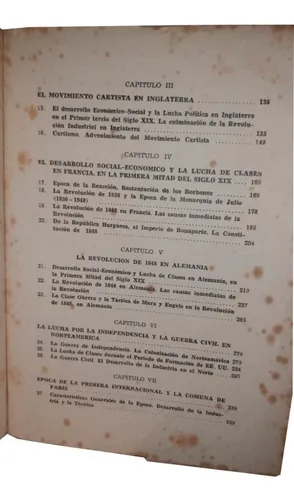 CAPITULO III
EL MOVIMIENTO CARTISTA EN INGLATERRA
15. El desarrollo Económico-Social y la Lucha Política en Inglaterra
en el Primer tercio del Siglo XIX. La culminación de la Revolu-
ción Industrial en Inglaterra 135
16. Cartismo. Advenimiento del Movimiento Cartista 148
CAPITULO IV
EL DESARROLLO SOCIAL-ECONOMICO Y LA LUCHA DE CLASES
EN FRANCIA, EN LA PRIMERA MITAD DEL SIGLO XIX 169
17. Epoca de la Reacción, Restauración de los Borbones
18. La Revolución de 1830 y la Epoca de la Monarquía de Julio
19. La Revolución de 1848 en Francia. Las causas inmediatas de la
Revolución
20. De la República Burguesa, al Imperio de Bonaparte. La Consti-
tución de 1848 204
CAPITULO V
LA REVOLUCION DE 1848 EN ALEMANIA
21. Desarrollo Social-Económico y Lucha de Clases en Alemania, en
la Primera Mitad del Siglo XIX
22. La Revolución de 1848 en Alemania. Las causas inmediatas de
la Revolución
La Clase Obrera y la Táctica de Marx y Engels en la Revolución
de 1848, en Alemania
CAPITULO VI
LA LUCHA POR LA INDEPENDENCIA Y LA GUERRA CIVIL EN
NORTEAMERICA
La Guerra de Independencia. La Colonización de Norteamérica
La Lucha de Clases durante el Período de Formación de EE. UU.
La Guerra Civil. El Desarrollo de la Industria en el Norte
CAPITULO VII
EPOCA DE LA PRIMERA INTERNACIONAL Y LA COMUNA DE
PARIS
Características Generales de la Epoca. Desarrollo de la Indus-
tria y la Técnica